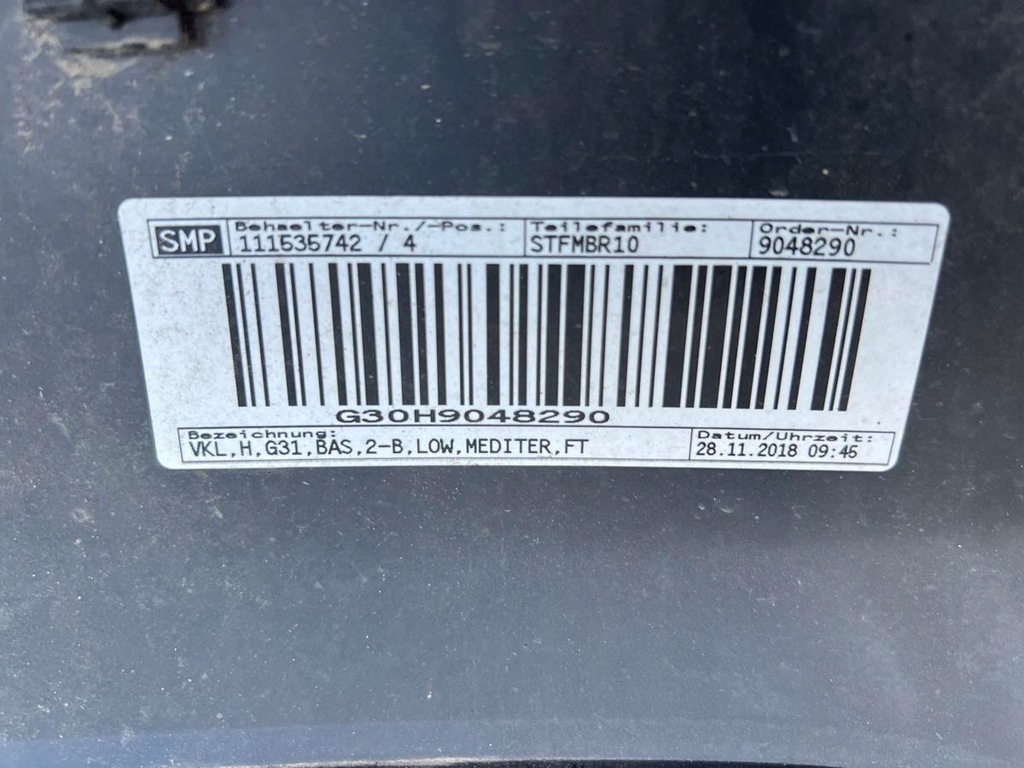 SMP Behaelter-Nr./-Pos.: Teilefamilie: Order-Nr.:
111535742 / 4 STFMBR10 9048290
G30H9048290
Bezeichnung: Datum/Uhrzeit:
VKL,H,G31,BAS,2-B,LOW,MEDITER,FT 28.11.2018 09:45